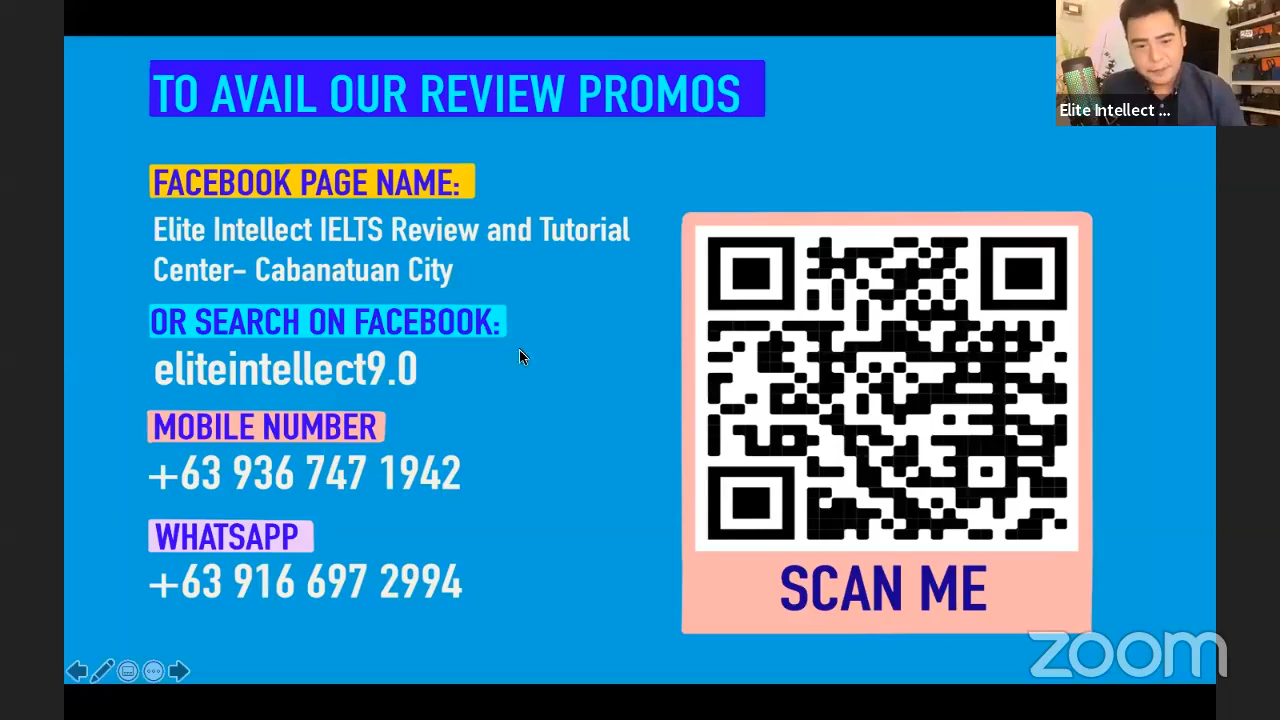 TO AVAIL OUR REVIEW PROMOS
Elite Intellect ...
FACEBOOK PAGE NAME:
Elite Intellect IELTS Review and Tutorial
Center- Cabanatuan City
OR SEARCH ON FACEBOOK:
eliteintellect9.0
MOBILE NUMBER
+63 936 747 1942
WHATSAPP
+63 916 697 2994
SCAN ME
zoom